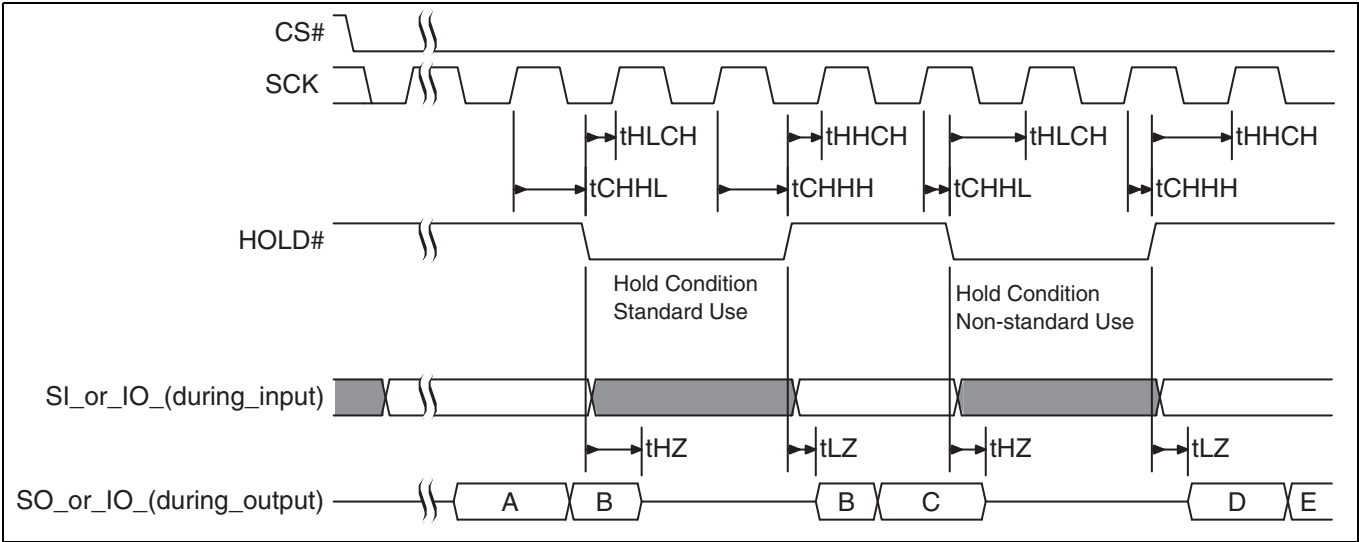 CS#
SCK
tHLCH tHHCH tHLCH tHHCH
tCHHL tCHHH tCHHL tCHHH
HOLD#
Hold Condition
Standard Use
Hold Condition
Non-standard Use
SI_or_IO_(during_input)
tHZ tLZ tHZ tLZ
SO_or_IO_(during_output) A B B C D E